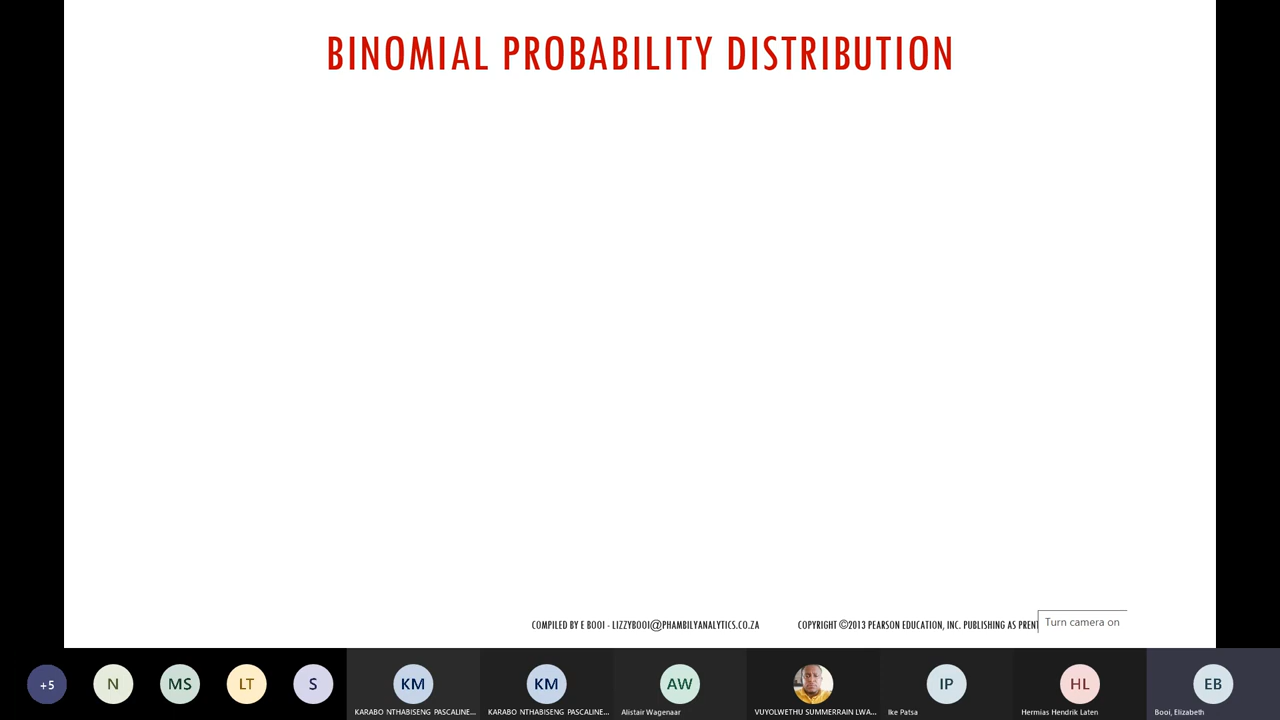 BINOMIAL PROBABILITY DISTRIBUTION
COMPILED BY E BOOI - LIZZYBOOI@PHAMBILYANALYTICS.CO.ZA
COPYRIGHT ©2013 PEARSON EDUCATION, INC. PUBLISHING AS PRENT
Turn camera on
+5
N
MS
LT
S
KM
KM
AW
IP
HL
EB
KARABO NTHABISENG PASCALINE...
KARABO NTHABISENG PASCALINE...
Alistair Wagenaar
VUYOLWETHU SUMMERRAIN LWA...
Ike Patsa
Hermias Hendrik Laten
Booi, Elizabeth